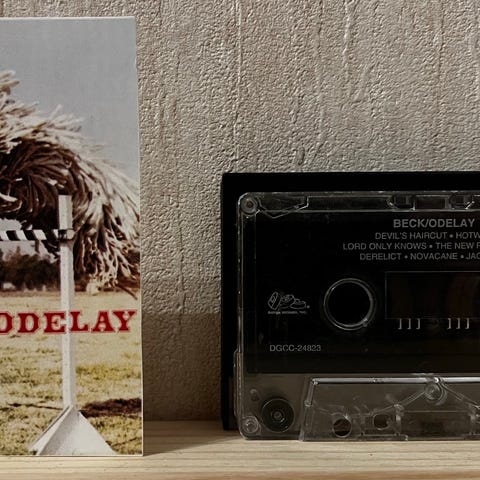 ODELAY
BECK/ODELAY
DEVIL'S HAIRCUT • HOTW
LORD ONLY KNOWS • THE NEW
DERELICT • NOVACANE • JAC
DGCC-24823